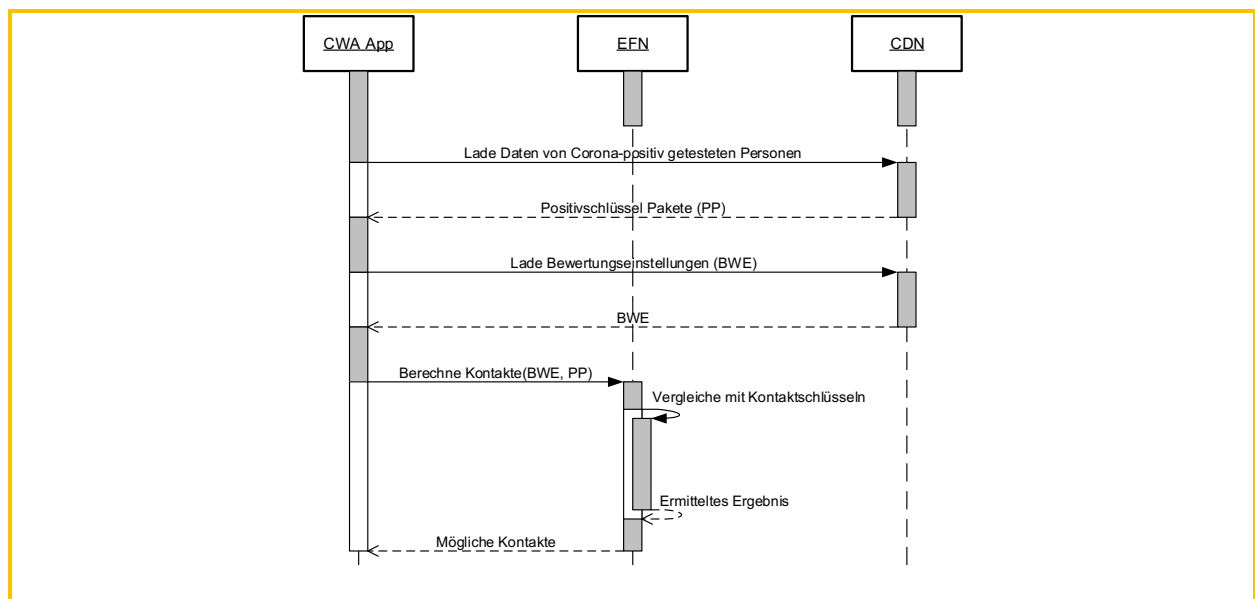 CWA App
EFN
CDN
Lade Daten von Corona-positiv getesteten Personen
Positivschlüssel Pakete (PP)
Lade Bewertungseinstellungen (BWE)
BWE
Berechne Kontakte(BWE, PP)
Vergleiche mit Kontaktschlüsseln
Ermitteltes Ergebnis
Mögliche Kontakte